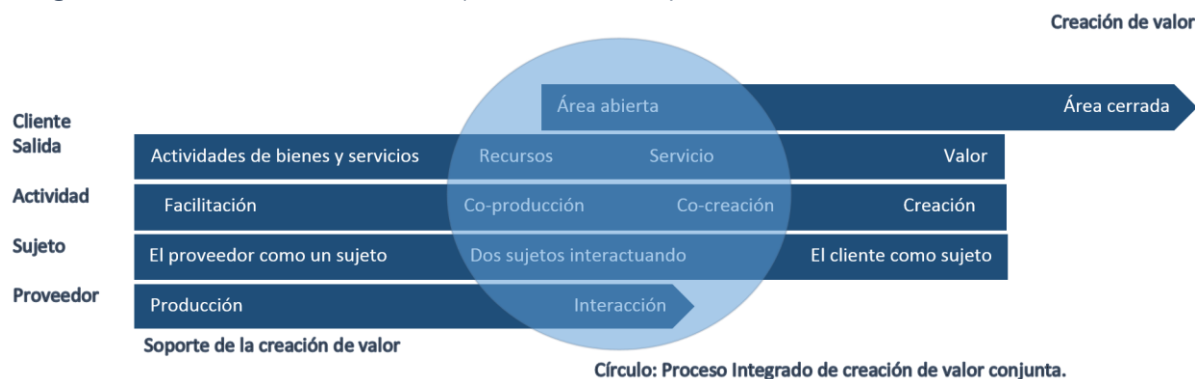 Creación de valor
Cliente
Área abierta Área cerrada
Salida
Actividades de bienes y servicios Recursos Servicio Valor
Actividad
Facilitación Co-producción Co-creación Creación
Sujeto
El proveedor como un sujeto Dos sujetos interactuando El cliente como sujeto
Proveedor
Producción Interacción
Soporte de la creación de valor
Círculo: Proceso Integrado de creación de valor conjunta.